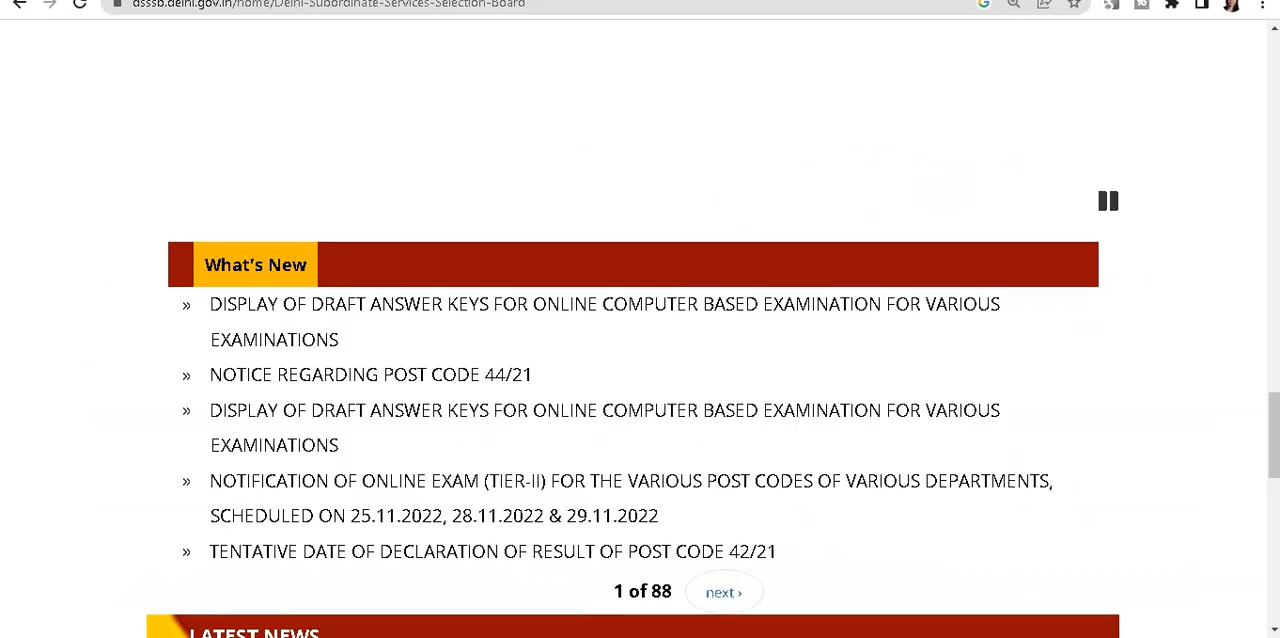 dsssb.delhi.gov.in/home/Delhi-Subordinate-Services-Selection-Board
What's New
» DISPLAY OF DRAFT ANSWER KEYS FOR ONLINE COMPUTER BASED EXAMINATION FOR VARIOUS
EXAMINATIONS
» NOTICE REGARDING POST CODE 44/21
» DISPLAY OF DRAFT ANSWER KEYS FOR ONLINE COMPUTER BASED EXAMINATION FOR VARIOUS
EXAMINATIONS
» NOTIFICATION OF ONLINE EXAM (TIER-II) FOR THE VARIOUS POST CODES OF VARIOUS DEPARTMENTS,
SCHEDULED ON 25.11.2022, 28.11.2022 & 29.11.2022
» TENTATIVE DATE OF DECLARATION OF RESULT OF POST CODE 42/21
1 of 88 next ›
LATEST NEWS